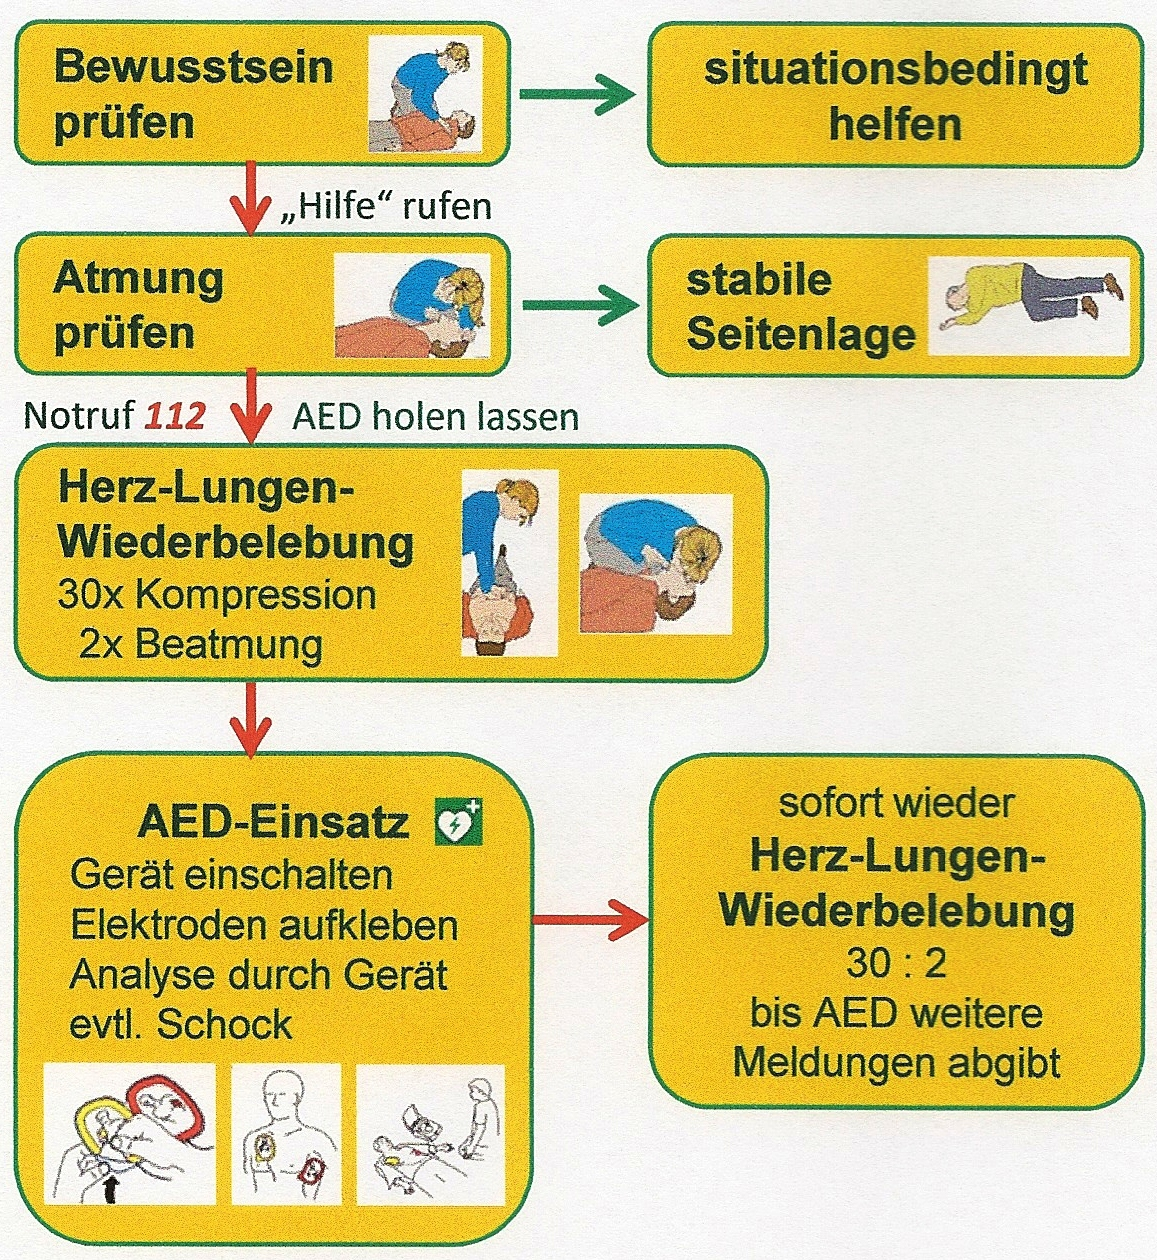 Bewusstsein
prüfen
situationsbedingt
helfen
„Hilfe“ rufen
Atmung
prüfen
stabile
Seitenlage
Notruf 112
AED holen lassen
Herz-Lungen-
Wiederbelebung
30x Kompression
2x Beatmung
AED-Einsatz
Gerät einschalten
Elektroden aufkleben
Analyse durch Gerät
evtl. Schock
sofort wieder
Herz-Lungen-
Wiederbelebung
30 : 2
bis AED weitere
Meldungen abgibt